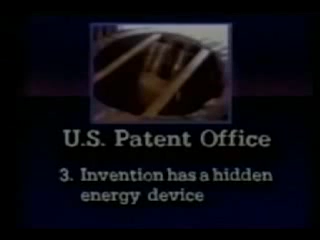 U.S. Patent Office
3. Invention has a hidden
energy device